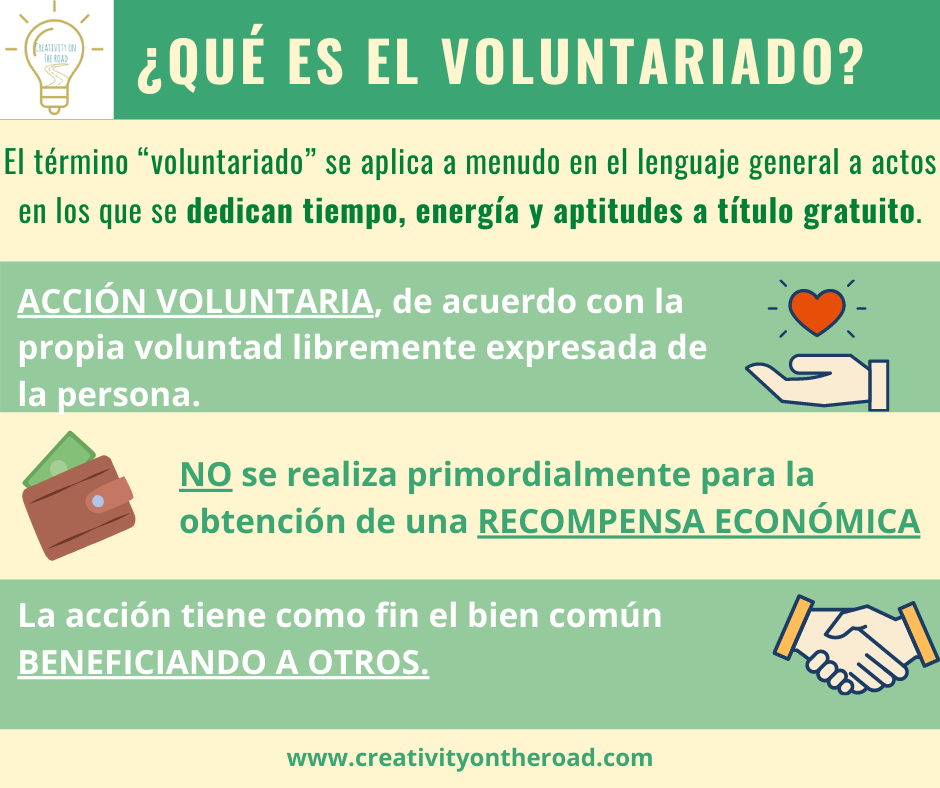 CREATIVITY ON
THE ROAD
¿QUÉ ES EL VOLUNTARIADO?
El término “voluntariado” se aplica a menudo en el lenguaje general a actos
en los que se dedican tiempo, energía y aptitudes a título gratuito.
ACCIÓN VOLUNTARIA, de acuerdo con la
propia voluntad libremente expresada de
la persona.
NO se realiza primordialmente para la
obtención de una RECOMPENSA ECONÓMICA
La acción tiene como fin el bien común
BENEFICIANDO A OTROS.
www.creativityontheroad.com